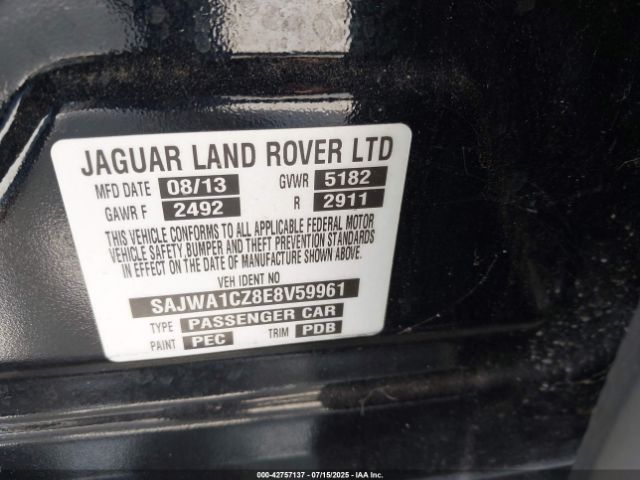 JAGUAR LAND ROVER LTD
MFD DATE 08/13 GVWR 5182
GAWR F 2492 R 2911
THIS VEHICLE CONFORMS TO ALL APPLICABLE FEDERAL MOTOR
VEHICLE SAFETY,BUMPER AND THEFT PREVENTION STANDARDS
IN EFFECT ON THE DATE OF MANUFACTURE SHOWN ABOVE.
VEH IDENT NO
SAJWA1CZ8E8V59961
TYPE PASSENGER CAR
PAINT PEC TRIM PDB
000-42757137 - 07/15/2025 - IAAI, Inc.